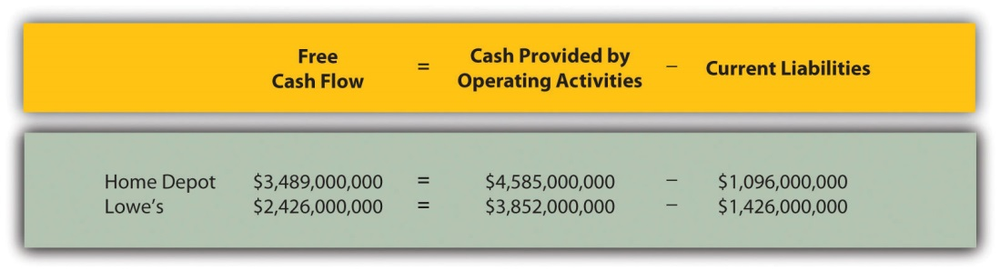 Free Cash Flow = Cash Provided by Operating Activities – Current Liabilities
Home Depot $3,489,000,000 = $4,585,000,000 – $1,096,000,000
Lowe’s $2,426,000,000 = $3,852,000,000 – $1,426,000,000